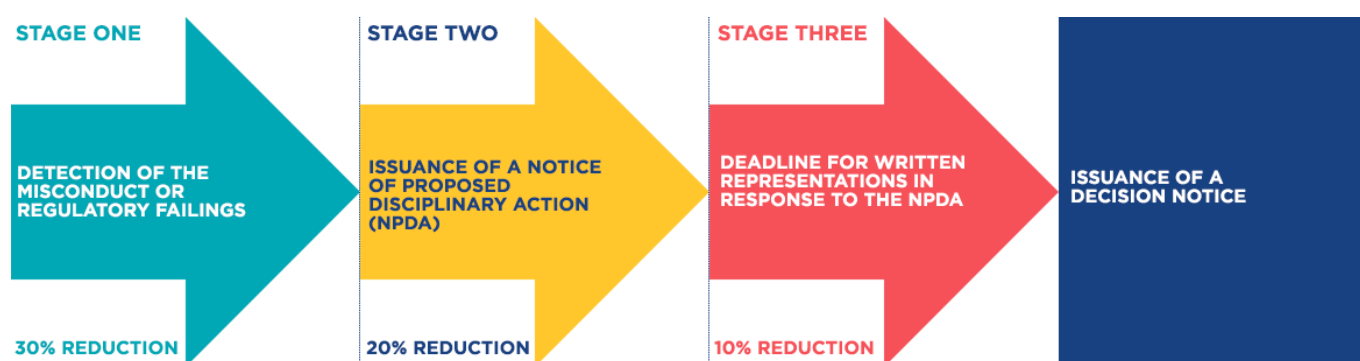 STAGE ONE
DETECTION OF THE
MISCONDUCT OR
REGULATORY FAILINGS
30% REDUCTION
STAGE TWO
ISSUANCE OF A NOTICE
OF PROPOSED
DISCIPLINARY ACTION
(NPDA)
20% REDUCTION
STAGE THREE
DEADLINE FOR WRITTEN
REPRESENTATIONS IN
RESPONSE TO THE NPDA
10% REDUCTION
ISSUANCE OF A
DECISION NOTICE